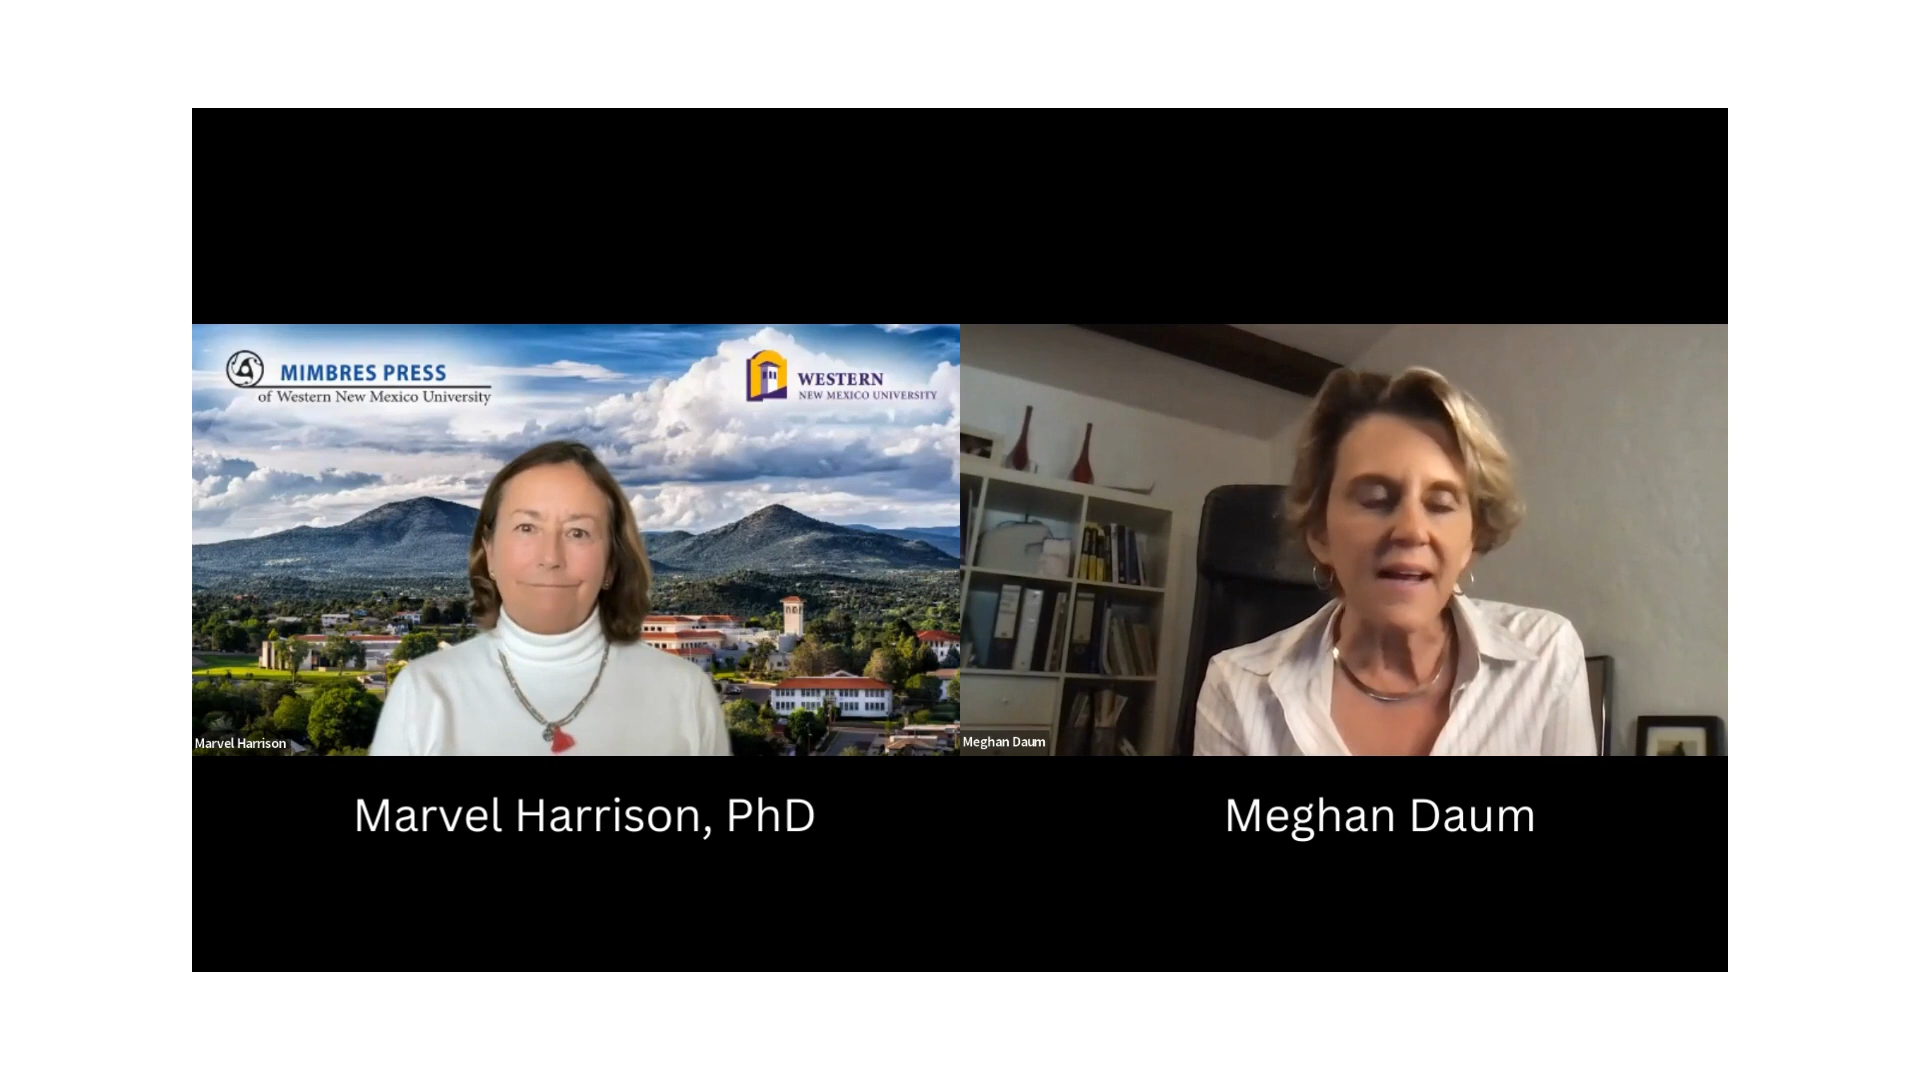 MIMBRES PRESS
of Western New Mexico University
WESTERN
NEW MEXICO UNIVERSITY
Marvel Harrison
Meghan Daum
Marvel Harrison, PhD
Meghan Daum